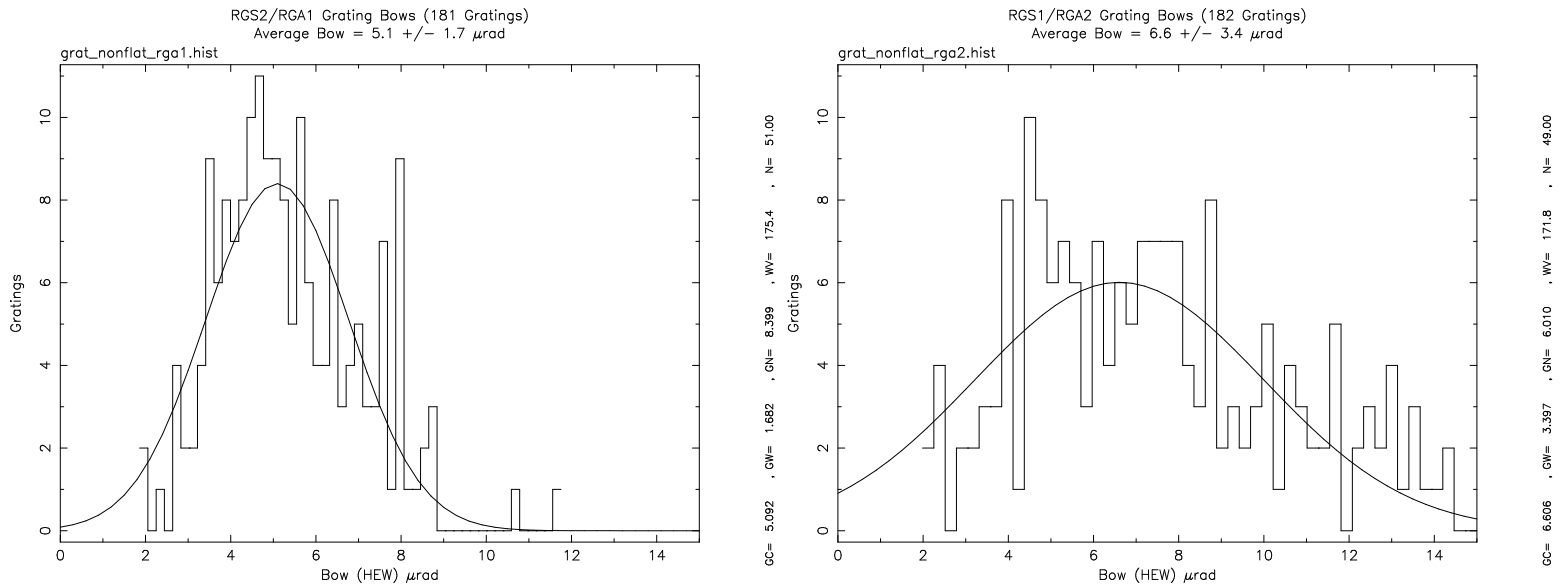 RGS2/RGA1 Grating Bows (181 Gratings)
Average Bow = 5.1 +/- 1.7 μrad
grat_nonflat_rga1.hist
10
8
6
4
2
0
Gratings
0 2 4 6 8 10 12 14
Bow (HEW) μrad
GC= 5.092 , GW= 1.682 , GN= 8.399 , WV= 175.4 , N= 51.00
RGS1/RGA2 Grating Bows (182 Gratings)
Average Bow = 6.6 +/- 3.4 μrad
grat_nonflat_rga2.hist
10
8
6
4
2
0
Gratings
0 2 4 6 8 10 12 14
Bow (HEW) μrad
GC= 6.606 , GW= 3.397 , GN= 6.010 , WV= 171.8 , N= 49.00